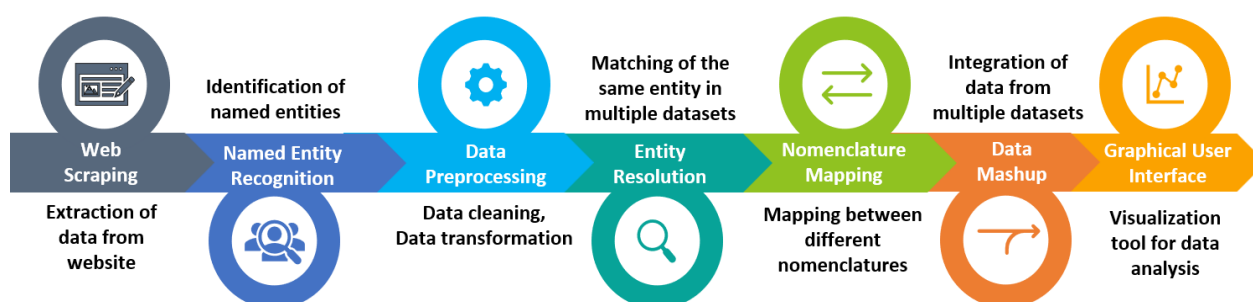 Web
Scraping
Extraction of
data from
website
Identification of
named entities
Named Entity
Recognition
Data
Preprocessing
Data cleaning,
Data transformation
Matching of the
same entity in
multiple datasets
Entity
Resolution
Nomenclature
Mapping
Mapping between
different
nomenclatures
Integration of
data from
multiple datasets
Data
Mashup
Graphical User
Interface
Visualization
tool for data
analysis